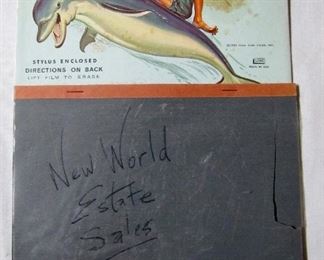 STYLUS ENCLOSED
DIRECTIONS ON BACK
LIFT FILM TO ERASE
New World
Estate
Sales